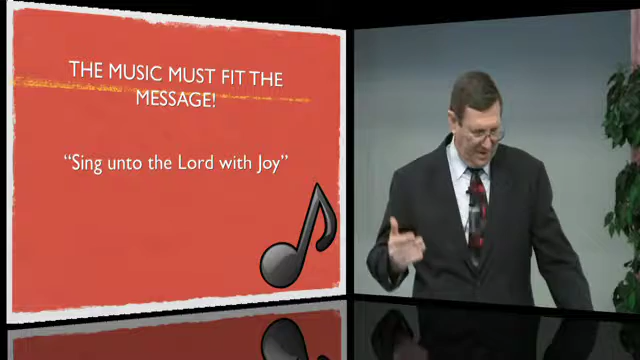 THE MUSIC MUST FIT THE
MESSAGE!
“Sing unto the Lord with Joy”